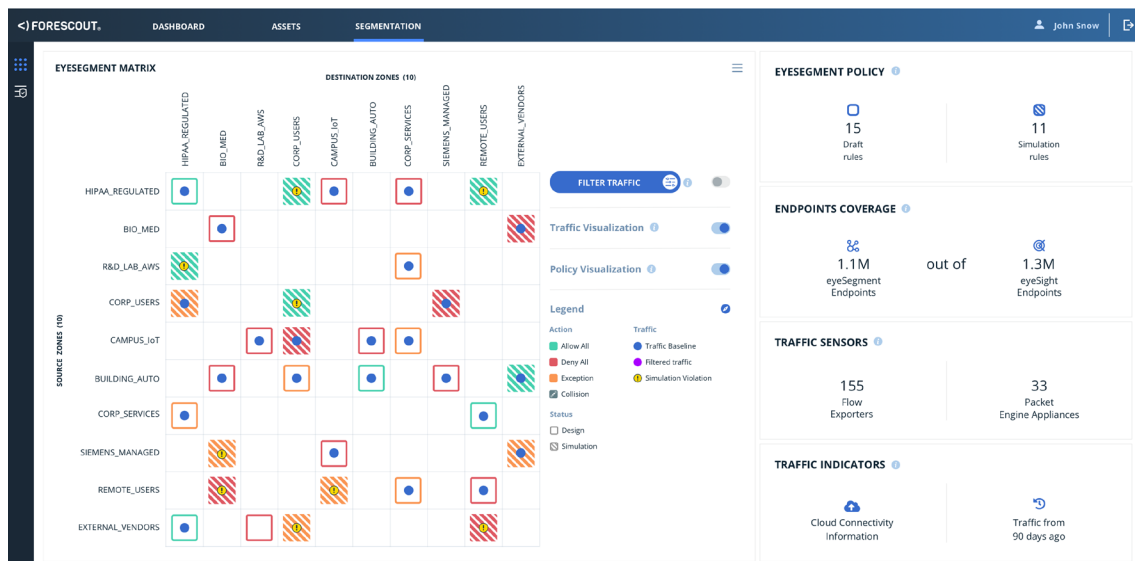 <) FORESCOUT.
DASHBOARD
ASSETS
SEGMENTATION
John Snow
EYESEGMENT MATRIX
DESTINATION ZONES (10)
HIPAA_REGULATED
BIO_MED
R&D_LAB_AWS
CORP_USERS
CAMPUS_IoT
BUILDING_AUTO
CORP_SERVICES
SIEMENS_MANAGED
REMOTE_USERS
EXTERNAL_VENDORS
SOURCE ZONES (10)
HIPAA_REGULATED
BIO_MED
R&D_LAB_AWS
CORP_USERS
CAMPUS_IoT
BUILDING_AUTO
CORP_SERVICES
SIEMENS_MANAGED
REMOTE_USERS
EXTERNAL_VENDORS
FILTER TRAFFIC
Traffic Visualization
Policy Visualization
Legend
Action
Allow All
Deny All
Exception
Collision
Status
Design
Simulation
Traffic
Traffic Baseline
Filtered traffic
Simulation Violation
EYESEGMENT POLICY
15
Draft
rules
11
Simulation
rules
ENDPOINTS COVERAGE
1.1M
eyeSegment
Endpoints
out of
1.3M
eyeSight
Endpoints
TRAFFIC SENSORS
155
Flow
Exporters
33
Packet
Engine Appliances
TRAFFIC INDICATORS
Cloud Connectivity
Information
Traffic from
90 days ago